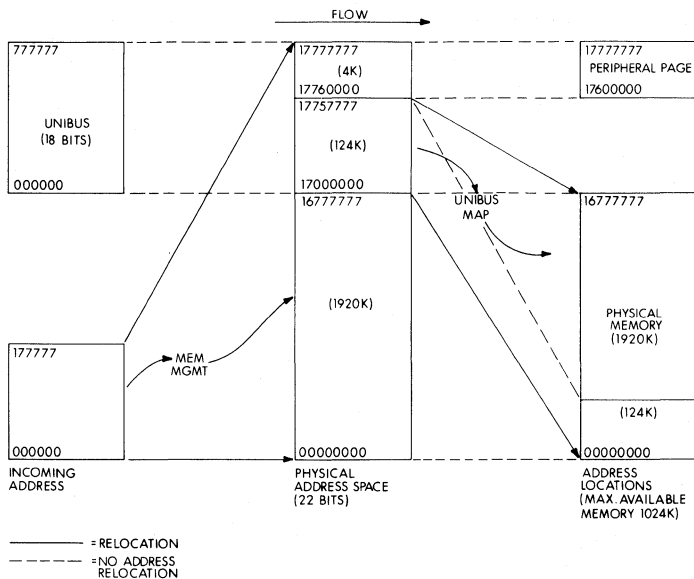 FLOW
777777
UNIBUS
(18 BITS)
000000
177777
000000
INCOMING
ADDRESS
MEM
MGMT
17777777
(4K)
17760000
17757777
(124K)
17000000
16777777
(1920K)
00000000
PHYSICAL
ADDRESS SPACE
(22 BITS)
UNIBUS
MAP
17777777
PERIPHERAL PAGE
17600000
16777777
PHYSICAL
MEMORY
(1920K)
(124K)
00000000
ADDRESS
LOCATIONS
(MAX. AVAILABLE
MEMORY 1024K)
= RELOCATION
= NO ADDRESS
RELOCATION